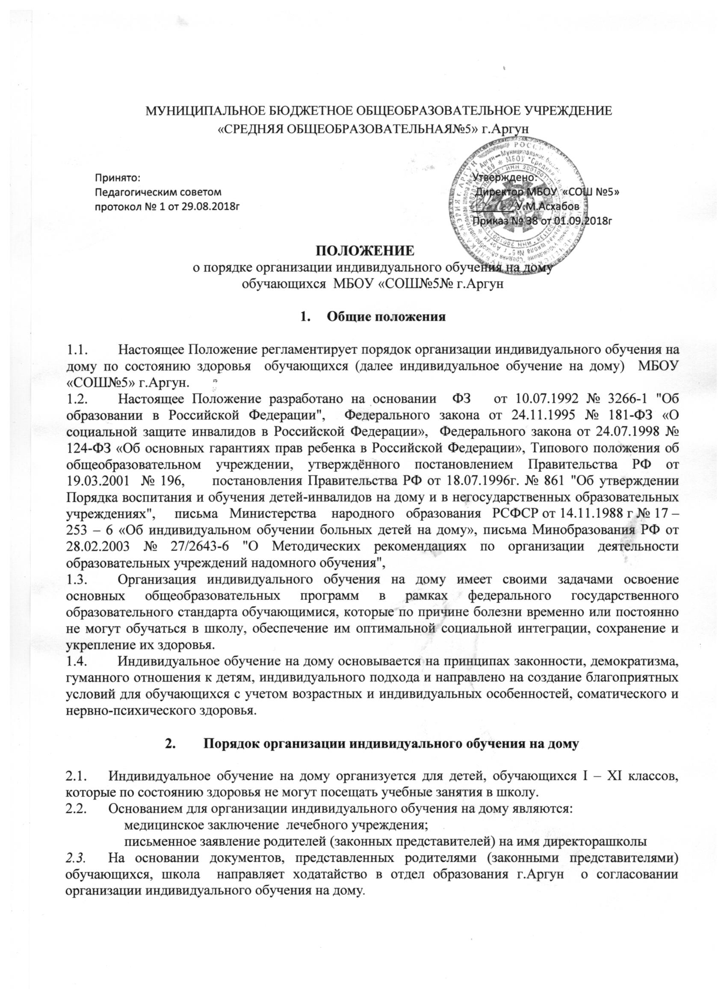 МУНИЦИПАЛЬНОЕ БЮДЖЕТНОЕ ОБЩЕОБРАЗОВАТЕЛЬНОЕ УЧРЕЖДЕНИЕ
«СРЕДНЯЯ ОБЩЕОБРАЗОВАТЕЛЬНАЯ№5» г.Аргун
Принято:
Педагогическим советом
протокол № 1 от 29.08.2018г
Утверждено:
Директор МБОУ «СОШ №5»
У.М.Асхабов
Приказ № 38 от 01.09.2018г
ПОЛОЖЕНИЕ
о порядке организации индивидуального обучения на дому
обучающихся МБОУ «СОШ№5№ г.Аргун
1. Общие положения
1.1. Настоящее Положение регламентирует порядок организации индивидуального обучения на
дому по состоянию здоровья обучающихся (далее индивидуальное обучение на дому) МБОУ
«СОШ№5» г.Аргун.
1.2. Настоящее Положение разработано на основании ФЗ от 10.07.1992 № 3266-1 "Об
образовании в Российской Федерации", Федерального закона от 24.11.1995 № 181-ФЗ «О
социальной защите инвалидов в Российской Федерации», Федерального закона от 24.07.1998 №
124-ФЗ «Об основных гарантиях прав ребенка в Российской Федерации», Типового положения об
общеобразовательном учреждении, утверждённого постановлением Правительства РФ от
19.03.2001 № 196, постановления Правительства РФ от 18.07.1996г. № 861 "Об утверждении
Порядка воспитания и обучения детей-инвалидов на дому и в негосударственных образовательных
учреждениях", письма Министерства народного образования РСФСР от 14.11.1988 г № 17 –
253 – 6 «Об индивидуальном обучении больных детей на дому», письма Минобразования РФ от
28.02.2003 № 27/2643-6 "О Методических рекомендациях по организации деятельности
образовательных учреждений надомного обучения",
1.3. Организация индивидуального обучения на дому имеет своими задачами освоение
основных общеобразовательных программ в рамках федерального государственного
образовательного стандарта обучающимися, которые по причине болезни временно или постоянно
не могут обучаться в школу, обеспечение им оптимальной социальной интеграции, сохранение и
укрепление их здоровья.
1.4. Индивидуальное обучение на дому основывается на принципах законности, демократизма,
гуманного отношения к детям, индивидуального подхода и направлено на создание благоприятных
условий для обучающихся с учетом возрастных и индивидуальных особенностей, соматического и
нервно-психического здоровья.
2. Порядок организации индивидуального обучения на дому
2.1. Индивидуальное обучение на дому организуется для детей, обучающихся I – XI классов,
которые по состоянию здоровья не могут посещать учебные занятия в школу.
2.2. Основанием для организации индивидуального обучения на дому являются:
медицинское заключение лечебного учреждения;
письменное заявление родителей (законных представителей) на имя директорашколы
2.3. На основании документов, представленных родителями (законными представителями)
обучающихся, школа направляет ходатайство в отдел образования г.Аргун о согласовании
организации индивидуального обучения на дому.